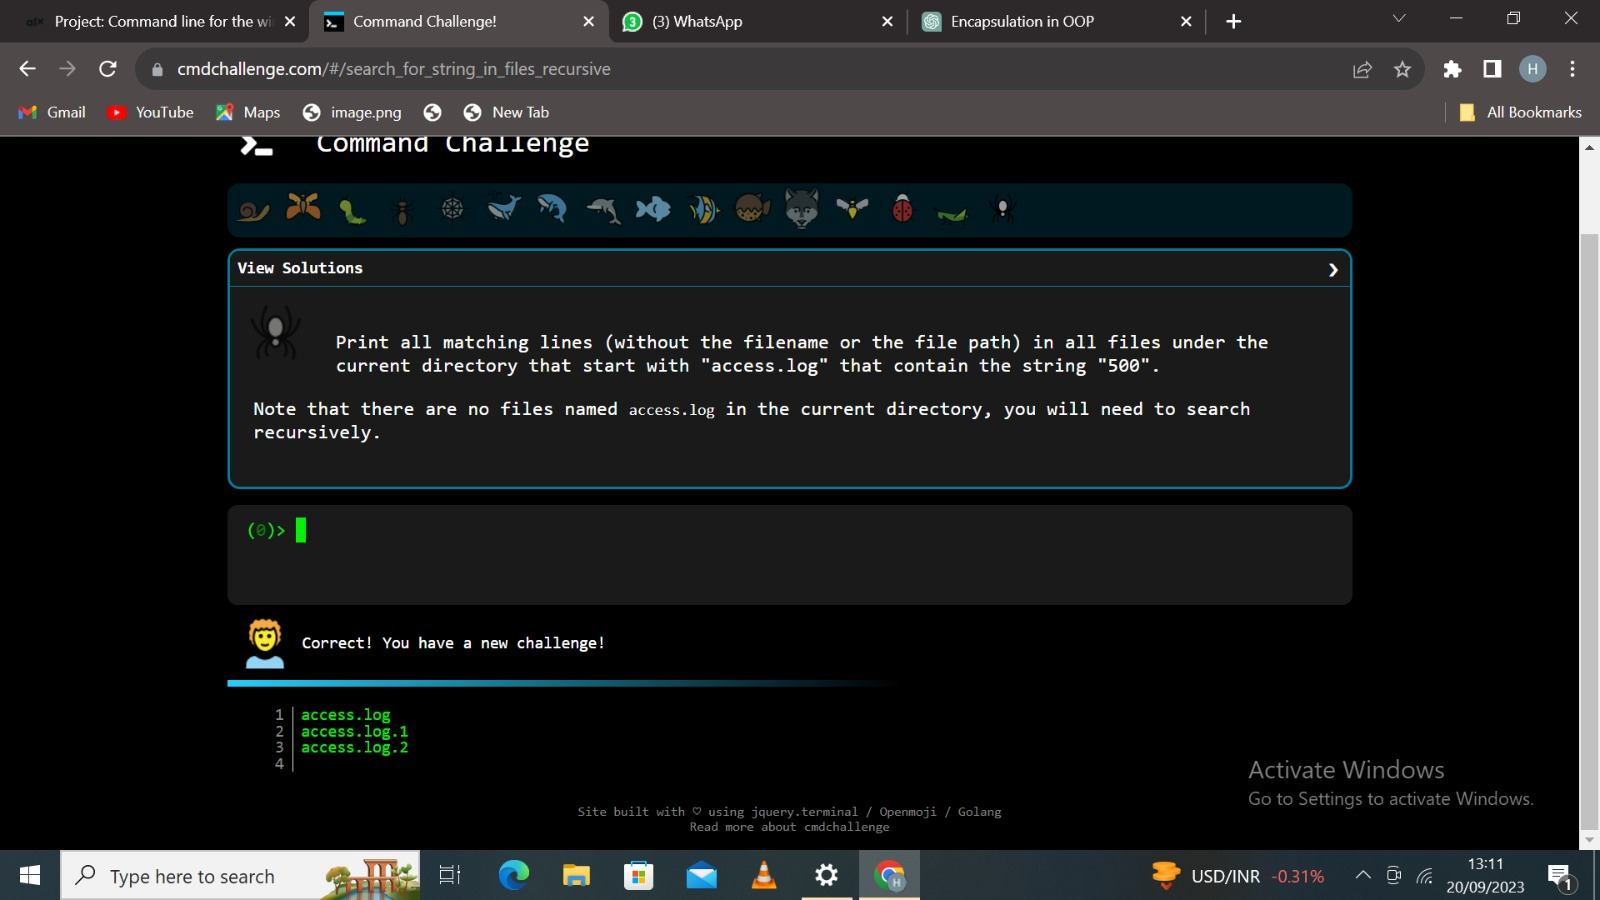 Project: Command line for the wi
Command Challenge!
(3) WhatsApp
Encapsulation in OOP
cmdchallenge.com/#/search_for_string_in_files_recursive
H
Gmail
YouTube
Maps
image.png
New Tab
All Bookmarks
Command Challenge
View Solutions
Print all matching lines (without the filename or the file path) in all files under the
current directory that start with "access.log" that contain the string "500".
Note that there are no files named access.log in the current directory, you will need to search
recursively.
(0)>
Correct! You have a new challenge!
1 access.log
2 access.log.1
3 access.log.2
4
Activate Windows
Go to Settings to activate Windows.
Site built with ♡ using jquery.terminal / Openmoji / Golang
Read more about cmdchallenge
Type here to search
H
USD/INR -0.31%
13:11
20/09/2023
1